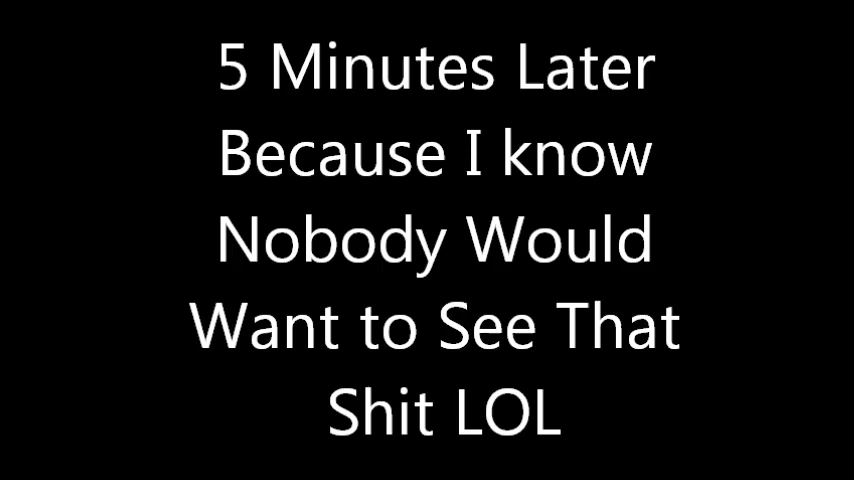 5 Minutes Later
Because I know
Nobody Would
Want to See That
Shit LOL